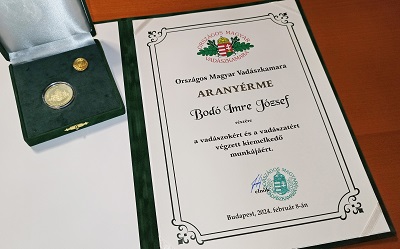 ORSZÁGOS MAGYAR
VADÁSZKAMARA
Országos Magyar Vadászkamara
ARANYÉRME
Bodó Imre József
részére
a vadászokért és a vadászatért
végzett kiemelkedő
munkájáért.
elnök
Budapest, 2024. február 8-án